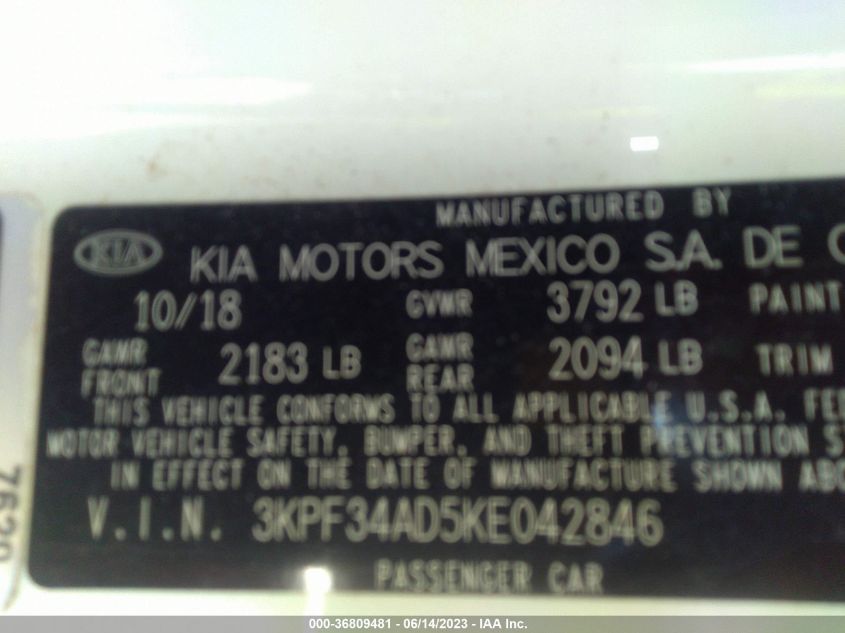 MANUFACTURED BY
KIA KIA MOTORS MEXICO S.A. DE C
10/18 GVWR 3792 LB PAINT
GAWR FRONT 2183 LB GAWR REAR 2094 LB TRIM
THIS VEHICLE CONFORMS TO ALL APPLICABLE U.S.A. FE
MOTOR VEHICLE SAFETY, BUMPER, AND THEFT PREVENTION S
IN EFFECT ON THE DATE OF MANUFACTURE SHOWN ABO
V.I.N. 3KPF34AD5KE042846
PASSENGER CAR
000-36809481 - 06/14/2023 - IAA Inc.